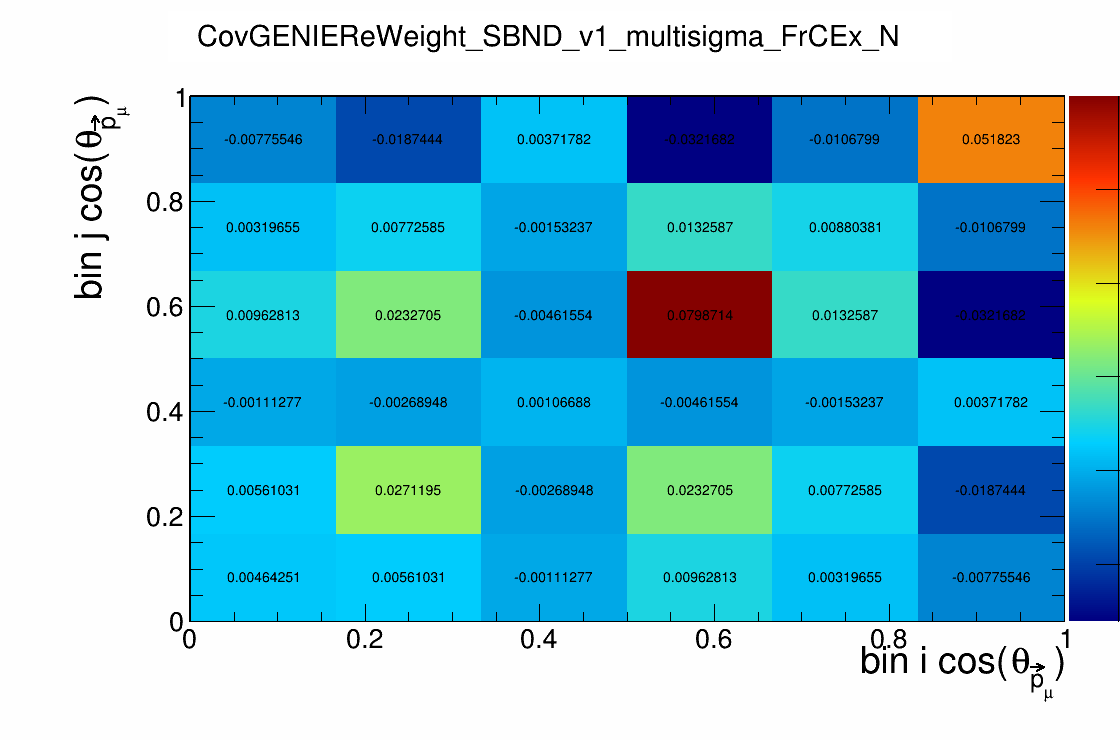 CovGENIEReWeight_SBND_v1_multisigma_FrCEx_N
bin j cos(θp⃗μ)
1
-0.00775546 -0.0187444 0.00371782 -0.0321682 -0.0106799 0.051823
0.8
0.00319655 0.00772585 -0.00153237 0.0132587 0.00880381 -0.0106799
0.6
0.00962813 0.0232705 -0.00461554 0.0798714 0.0132587 -0.0321682
0.4
-0.00111277 -0.00268948 0.00106688 -0.00461554 -0.00153237 0.00371782
0.00561031 0.0271195 -0.00268948 0.0232705 0.00772585 -0.0187444
0.2
0.00464251 0.00561031 -0.00111277 0.00962813 0.00319655 -0.00775546
0
0 0.2 0.4 0.6 0.8 1
bin i cos(θp⃗μ)